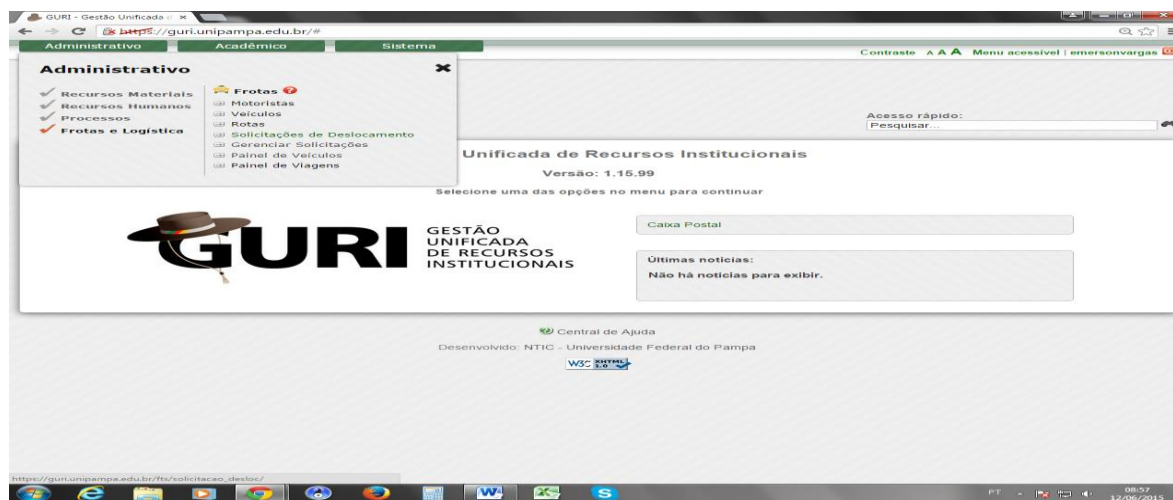 GURI - Gestão Unificada d
https://guri.unipampa.edu.br/#
Administrativo
Acadêmico
Sistema
Contraste A A A Menu acessível | emersonvargas
Administrativo
Recursos Materiais
Recursos Humanos
Processos
Frotas e Logística
Frotas
Motoristas
Veículos
Rotas
Solicitações de Deslocamento
Gerenciar Solicitações
Painel de Veículos
Painel de Viagens
Acesso rápido:
Pesquisar...
Unificada de Recursos Institucionais
Versão: 1.15.99
Selecione uma das opções no menu para continuar
GURI
GESTÃO
UNIFICADA
DE RECURSOS
INSTITUCIONAIS
Caixa Postal
Últimas notícias:
Não há notícias para exibir.
Central de Ajuda
Desenvolvido: NTIC - Universidade Federal do Pampa
W3C XHTML 1.0
https://guri.unipampa.edu.br/fts/solicitacao_desloc/
PT
08:57
12/06/2015